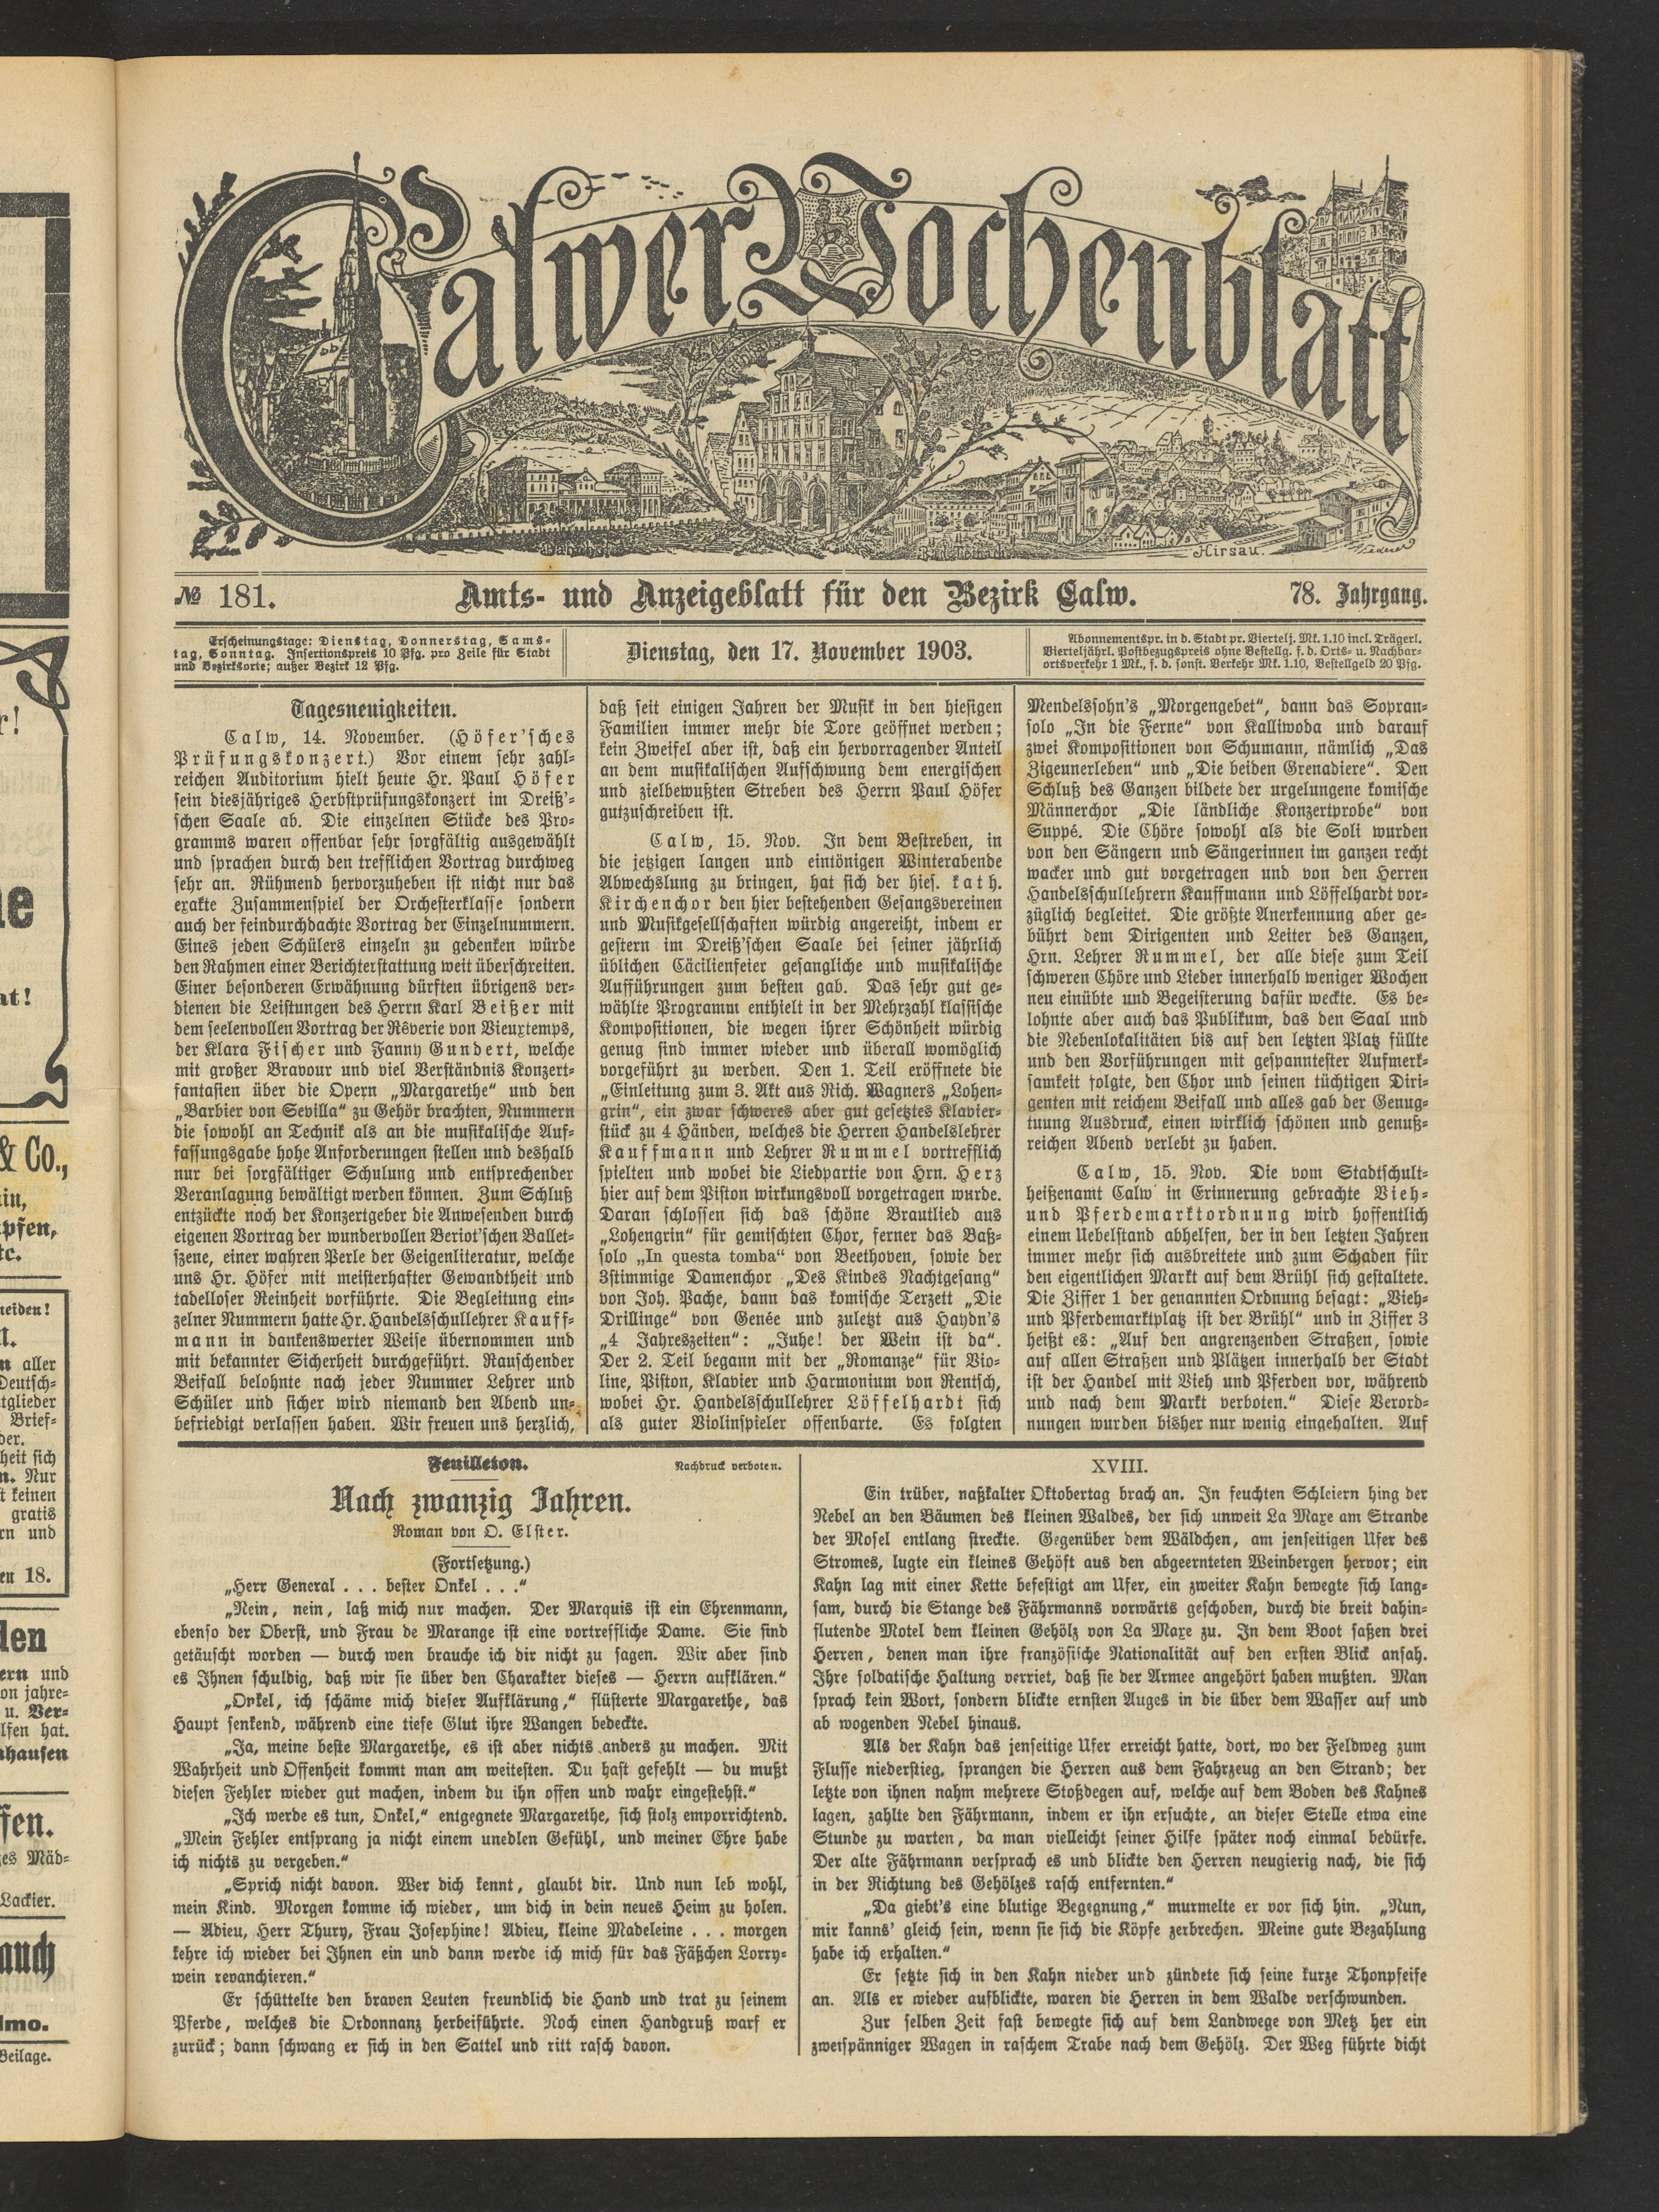 Calwer Wochenblatt
Bahnhof.
Bad Teinach.
Hirsau.
№ 181.
Amts- und Anzeigeblatt für den Bezirk Calw.
78. Jahrgang.
Erscheinungstage: Dienstag, Donnerstag, Sams-
tag, Sonntag. Insertionspreis 10 Pfg. pro Zeile für Stadt
und Bezirksorte; außer Bezirk 12 Pfg.
Dienstag, den 17. November 1903.
Abonnementspr. in d. Stadt pr. Viertelj. Mk. 1.10 incl. Trägerl.
Vierteljährl. Postbezugspreis ohne Bestellg. f. d. Orts- u. Nachbar-
ortsverkehr 1 Mk., f. d. sonst. Verkehr Mk. 1.10, Bestellgeld 20 Pfg.
Tagesneuigkeiten.
Calw, 14. November. (Höfer'sches
Prüfungskonzert.) Vor einem sehr zahl-
reichen Auditorium hielt heute Hr. Paul Höfer
sein diesjähriges Herbstprüfungskonzert im Dreiß'-
schen Saale ab. Die einzelnen Stücke des Pro-
gramms waren offenbar sehr sorgfältig ausgewählt
und sprachen durch den trefflichen Vortrag durchweg
sehr an. Rühmend hervorzuheben ist nicht nur das
exakte Zusammenspiel der Orchesterklasse sondern
auch der feindurchdachte Vortrag der Einzelnummern.
Eines jeden Schülers einzeln zu gedenken würde
den Rahmen einer Berichterstattung weit überschreiten.
Einer besonderen Erwähnung dürften übrigens ver-
dienen die Leistungen des Herrn Karl Beißer mit
dem seelenvollen Vortrag der Rêverie von Vieuxtemps,
der Klara Fischer und Fanny Gundert, welche
mit großer Bravour und viel Verständnis Konzert-
fantasien über die Opern „Margarethe“ und den
„Barbier von Sevilla“ zu Gehör brachten, Nummern
die sowohl an Technik als an die musikalische Auf-
fassungsgabe hohe Anforderungen stellen und deshalb
nur bei sorgfältiger Schulung und entsprechender
Veranlagung bewältigt werden können. Zum Schluß
entzückte noch der Konzertgeber die Anwesenden durch
eigenen Vortrag der wundervollen Beriot'schen Ballet-
szene, einer wahren Perle der Geigenliteratur, welche
uns Hr. Höfer mit meisterhafter Gewandtheit und
tadelloser Reinheit vorführte. Die Begleitung ein-
zelner Nummern hatte Hr. Handelsschullehrer Kauff-
mann in dankenswerter Weise übernommen und
mit bekannter Sicherheit durchgeführt. Rauschender
Beifall belohnte nach jeder Nummer Lehrer und
Schüler und sicher wird niemand den Abend un-
befriedigt verlassen haben. Wir freuen uns herzlich,
daß seit einigen Jahren der Musik in den hiesigen
Familien immer mehr die Tore geöffnet werden;
kein Zweifel aber ist, daß ein hervorragender Anteil
an dem musikalischen Aufschwung dem energischen
und zielbewußten Streben des Herrn Paul Höfer
gutzuschreiben ist.
Calw, 15. Nov. In dem Bestreben, in
die jetzigen langen und eintönigen Winterabende
Abwechslung zu bringen, hat sich der hies. kath.
Kirchenchor den hier bestehenden Gesangsvereinen
und Musikgesellschaften würdig angereiht, indem er
gestern im Dreiß'schen Saale bei seiner jährlich
üblichen Cäcilienfeier gesangliche und musikalische
Aufführungen zum besten gab. Das sehr gut ge-
wählte Programm enthielt in der Mehrzahl klassische
Kompositionen, die wegen ihrer Schönheit würdig
genug sind immer wieder und überall womöglich
vorgeführt zu werden. Den 1. Teil eröffnete die
„Einleitung zum 3. Akt aus Rich. Wagners „Lohen-
grin“, ein zwar schweres aber gut gesetztes Klavier-
stück zu 4 Händen, welches die Herren Handelslehrer
Kauffmann und Lehrer Rummel vortrefflich
spielten und wobei die Liedpartie von Hrn. Herz
hier auf dem Piston wirkungsvoll vorgetragen wurde.
Daran schlossen sich das schöne Brautlied aus
„Lohengrin“ für gemischten Chor, ferner das Baß-
solo „In questa tomba“ von Beethoven, sowie der
3stimmige Damenchor „Des Kindes Nachtgesang“
von Joh. Pache, dann das komische Terzett „Die
Drillinge“ von Genée und zuletzt aus Haydn's
„4 Jahreszeiten“: „Juhe! der Wein ist da“.
Der 2. Teil begann mit der „Romanze“ für Vio-
line, Piston, Klavier und Harmonium von Rentsch,
wobei Hr. Handelsschullehrer Löffelhardt sich
als guter Violinspieler offenbarte. Es folgten
Mendelssohn's „Morgengebet“, dann das Sopran-
solo „In die Ferne“ von Kalliwoda und darauf
zwei Kompositionen von Schumann, nämlich „Das
Zigeunerleben“ und „Die beiden Grenadiere“. Den
Schluß des Ganzen bildete der urgelungene komische
Männerchor „Die ländliche Konzertprobe“ von
Suppé. Die Chöre sowohl als die Soli wurden
von den Sängern und Sängerinnen im ganzen recht
wacker und gut vorgetragen und von den Herren
Handelsschullehrern Kauffmann und Löffelhardt vor-
züglich begleitet. Die größte Anerkennung aber ge-
bührt dem Dirigenten und Leiter des Ganzen,
Hrn. Lehrer Rummel, der alle diese zum Teil
schweren Chöre und Lieder innerhalb weniger Wochen
neu einübte und Begeisterung dafür weckte. Es be-
lohnte aber auch das Publikum, das den Saal und
die Nebenlokalitäten bis auf den letzten Platz füllte
und den Vorführungen mit gespanntester Aufmerk-
samkeit folgte, den Chor und seinen tüchtigen Diri-
genten mit reichem Beifall und alles gab der Genug-
tuung Ausdruck, einen wirklich schönen und genuß-
reichen Abend verlebt zu haben.
Calw, 15. Nov. Die vom Stadtschult-
heißenamt Calw in Erinnerung gebrachte Vieh-
und Pferdemarktordnung wird hoffentlich
einem Uebelstand abhelfen, der in den letzten Jahren
immer mehr sich ausbreitete und zum Schaden für
den eigentlichen Markt auf dem Brühl sich gestaltete.
Die Ziffer 1 der genannten Ordnung besagt: „Vieh-
und Pferdemarktplatz ist der Brühl“ und in Ziffer 3
heißt es: „Auf den angrenzenden Straßen, sowie
auf allen Straßen und Plätzen innerhalb der Stadt
ist der Handel mit Vieh und Pferden vor, während
und nach dem Markt verboten.“ Diese Verord-
nungen wurden bisher nur wenig eingehalten. Auf
Feuilleton.
Nachdruck verboten.
Nach zwanzig Jahren.
Roman von O. Elster.
(Fortsetzung.)
„Herr General . . . bester Onkel . . .“
„Nein, nein, laß mich nur machen. Der Marquis ist ein Ehrenmann,
ebenso der Oberst, und Frau de Marange ist eine vortreffliche Dame. Sie sind
getäuscht worden — durch wen brauche ich dir nicht zu sagen. Wir aber sind
es Ihnen schuldig, daß wir sie über den Charakter dieses — Herrn aufklären.“
„Onkel, ich schäme mich dieser Aufklärung,“ flüsterte Margarethe, das
Haupt senkend, während eine tiefe Glut ihre Wangen bedeckte.
„Ja, meine beste Margarethe, es ist aber nichts anders zu machen. Mit
Wahrheit und Offenheit kommt man am weitesten. Du hast gefehlt — du mußt
diesen Fehler wieder gut machen, indem du ihn offen und wahr eingestehst.“
„Ich werde es tun, Onkel,“ entgegnete Margarethe, sich stolz emporrichtend.
„Mein Fehler entsprang ja nicht einem unedlen Gefühl, und meiner Ehre habe
ich nichts zu vergeben.“
„Sprich nicht davon. Wer dich kennt, glaubt dir. Und nun leb wohl,
mein Kind. Morgen komme ich wieder, um dich in dein neues Heim zu holen.
— Adieu, Herr Thury, Frau Josephine! Adieu, kleine Madeleine . . . morgen
kehre ich wieder bei Ihnen ein und dann werde ich mich für das Fäßchen Lorry-
wein revanchieren.“
Er schüttelte den braven Leuten freundlich die Hand und trat zu seinem
Pferde, welches die Ordonnanz herbeiführte. Noch einen Handgruß warf er
zurück; dann schwang er sich in den Sattel und ritt rasch davon.
XVIII.
Ein trüber, naßkalter Oktobertag brach an. In feuchten Schleiern hing der
Nebel an den Bäumen des kleinen Waldes, der sich unweit La Maxe am Strande
der Mosel entlang streckte. Gegenüber dem Wäldchen, am jenseitigen Ufer des
Stromes, lugte ein kleines Gehöft aus den abgeernteten Weinbergen hervor; ein
Kahn lag mit einer Kette befestigt am Ufer, ein zweiter Kahn bewegte sich lang-
sam, durch die Stange des Fährmanns vorwärts geschoben, durch die breit dahin-
flutende Motel dem kleinen Gehölz von La Maxe zu. In dem Boot saßen drei
Herren, denen man ihre französische Nationalität auf den ersten Blick ansah.
Ihre soldatische Haltung verriet, daß sie der Armee angehört haben mußten. Man
sprach kein Wort, sondern blickte ernsten Auges in die über dem Wasser auf und
ab wogenden Nebel hinaus.
Als der Kahn das jenseitige Ufer erreicht hatte, dort, wo der Feldweg zum
Flusse niederstieg, sprangen die Herren aus dem Fahrzeug an den Strand; der
letzte von ihnen nahm mehrere Stoßdegen auf, welche auf dem Boden des Kahnes
lagen, zahlte den Fährmann, indem er ihn ersuchte, an dieser Stelle etwa eine
Stunde zu warten, da man vielleicht seiner Hilfe später noch einmal bedürfe.
Der alte Fährmann versprach es und blickte den Herren neugierig nach, die sich
in der Richtung des Gehölzes rasch entfernten.“
„Da giebt's eine blutige Begegnung,“ murmelte er vor sich hin. „Nun,
mir kanns' gleich sein, wenn sie sich die Köpfe zerbrechen. Meine gute Bezahlung
habe ich erhalten.“
Er setzte sich in den Kahn nieder und zündete sich seine kurze Thonpfeife
an. Als er wieder aufblickte, waren die Herren in dem Walde verschwunden.
Zur selben Zeit fast bewegte sich auf dem Landwege von Metz her ein
zweispänniger Wagen in raschem Trabe nach dem Gehölz. Der Weg führte dicht